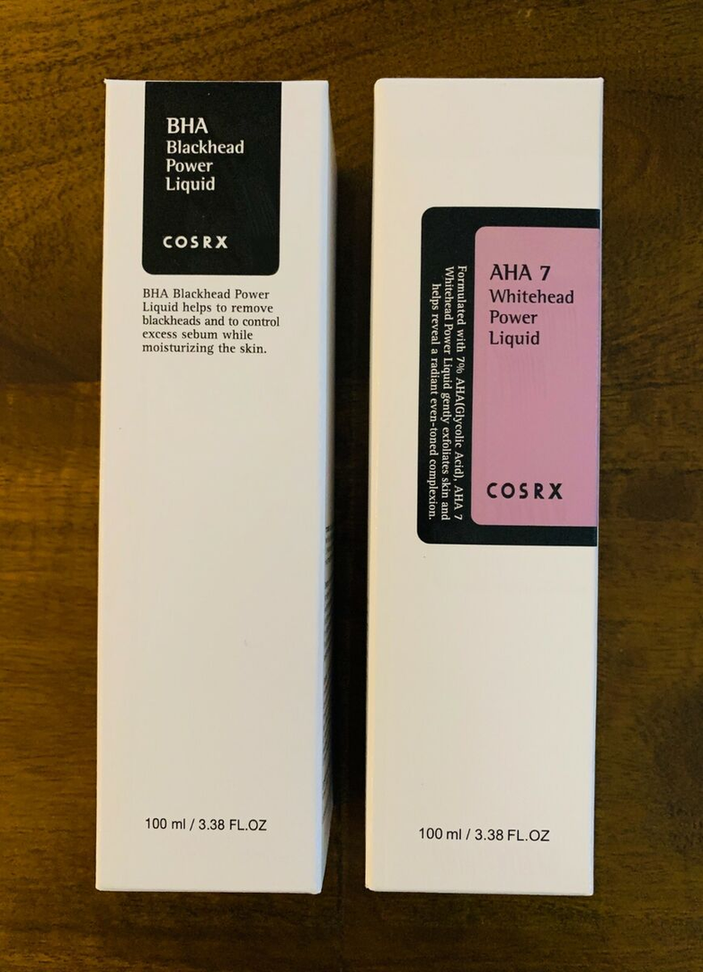 BHA
Blackhead
Power
Liquid
COSRX
BHA Blackhead Power
Liquid helps to remove
blackheads and to control
excess sebum while
moisturizing the skin.
100 ml / 3.38 FL.OZ
AHA 7
Whitehead
Power
Liquid
COSRX
Formulated with 7% AHA(Glycolic Acid), AHA 7
Whitehead Power Liquid gently exfoliates skin and
helps reveal a radiant even-toned complexion.
100 ml / 3.38 FL.OZ